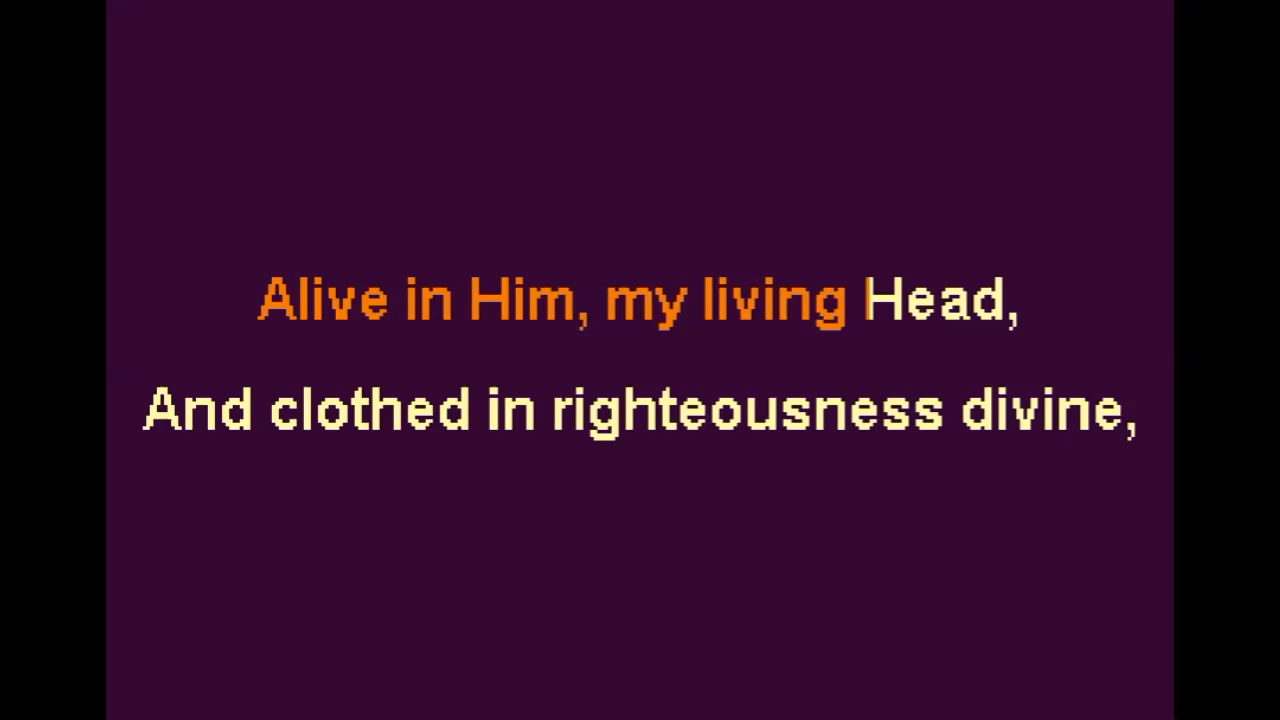 Alive in Him, my living Head,
And clothed in righteousness divine,